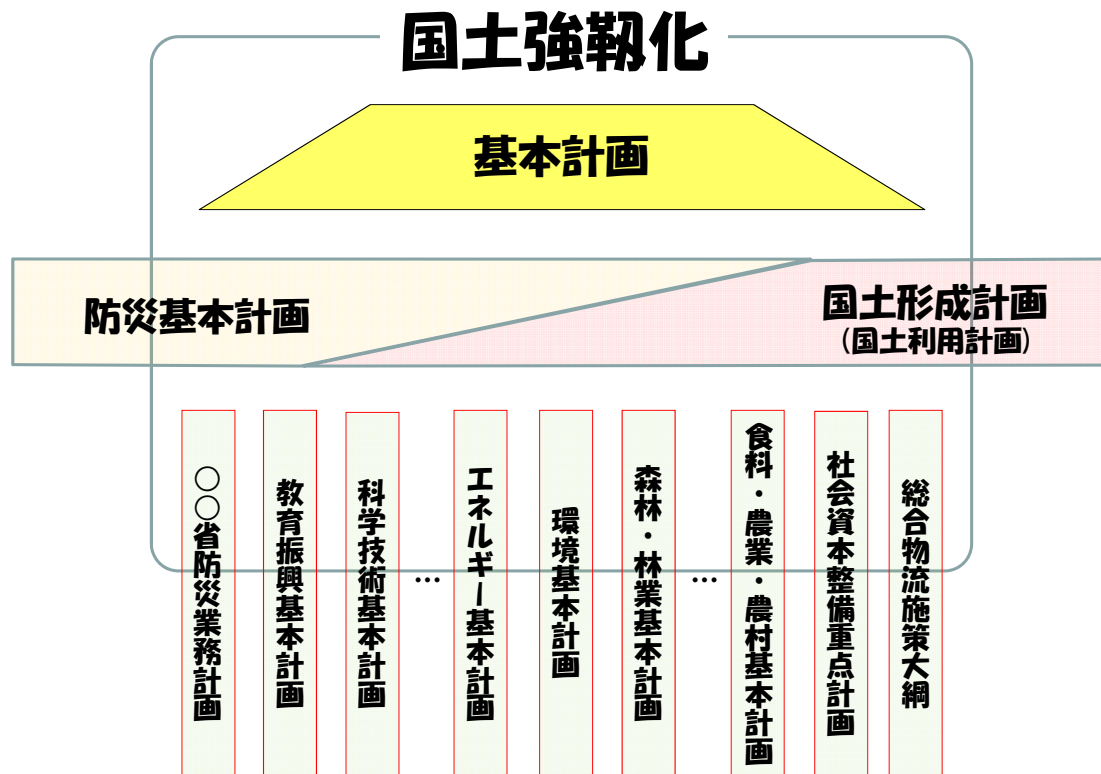 国土強靱化
基本計画
防災基本計画
国土形成計画
(国土利用計画)
○○省防災業務計画
教育振興基本計画
科学技術基本計画
…
エネルギー基本計画
環境基本計画
森林・林業基本計画
…
食料・農業・農村基本計画
社会資本整備重点計画
総合物流施策大綱